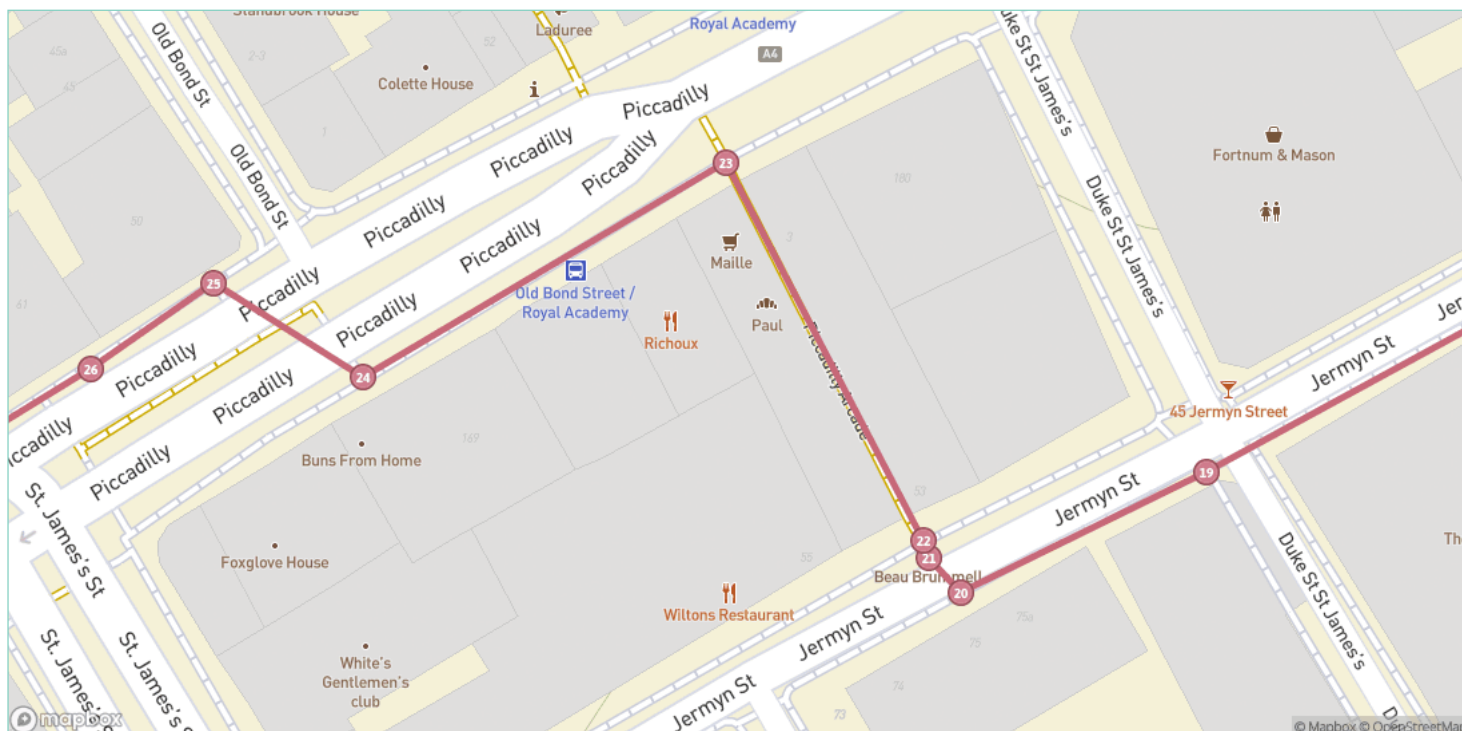 Standbrook House
Laduree
Royal Academy
A4
Old Bond St
2-3
45a
45
52
Colette House
i
Piccadilly
Duke St St James's
Fortnum & Mason
1
Piccadilly
Piccadilly
Old Bond St
23
180
50
Piccadilly
Piccadilly
3
Maille
Duke St St James's
25
Piccadilly
Old Bond Street /
Royal Academy
Paul
61
Piccadilly
Richoux
26
Piccadilly
24
Piccadilly
Piccadilly Arcade
Jermyn St
45 Jermyn Street
Piccadilly
169
Buns From Home
19
Piccadilly
Jermyn St
53
St. James's St
22
21
Foxglove House
55
Beau Brummell
20
Duke St St James's
Wiltons Restaurant
75a
75
Jermyn St
St. James's St
St. James's S
White's
Gentlemen's
club
74
Jermyn St
73
mapbox
© Mapbox © OpenStreetMap